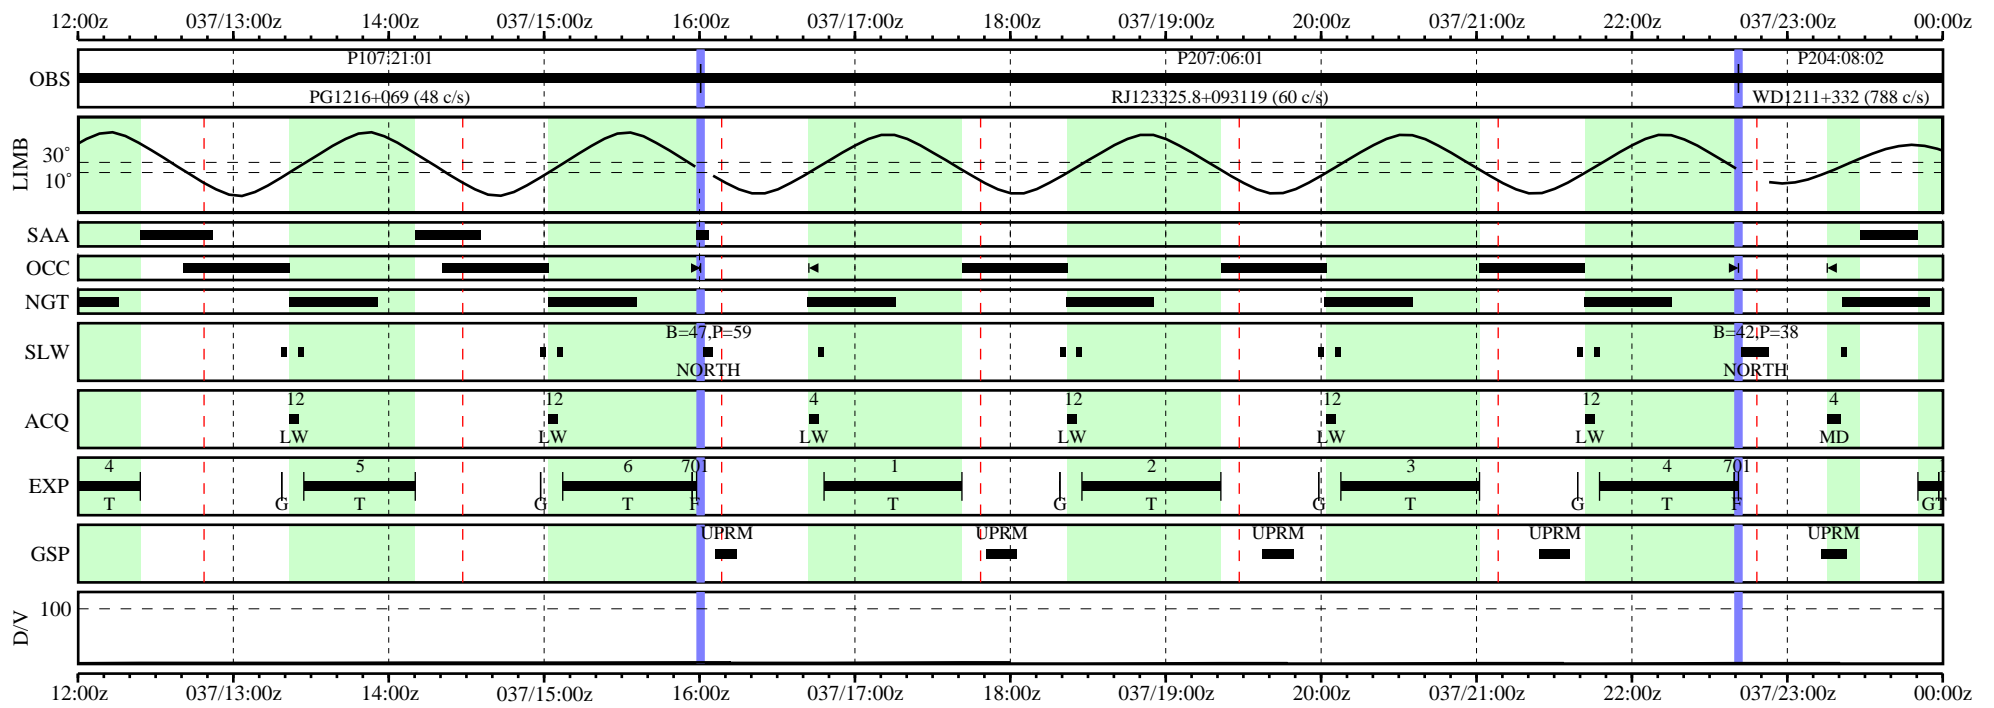 12:00z 037/13:00z 14:00z 037/15:00z 16:00z 037/17:00z 18:00z 037/19:00z 20:00z 037/21:00z 22:00z 037/23:00z 00:00z
P107:21:01 P207:06:01 P204:08:02
OBS
PG1216+069 (48 c/s) RJ123325.8+093119 (60 c/s) WD1211+332 (788 c/s)
LIMB
30°
10°
SAA
OCC
NGT
B=47,P=59 B=42,P=38
SLW
NORTH NORTH
12 12 4 12 12 12 4
ACQ
LW LW LW LW LW LW MD
4 5 6 701 1 2 3 4 701
EXP
T G T G T F T G T G T G T F G T
UPRM UPRM UPRM UPRM UPRM
GSP
D/V
100
12:00z 037/13:00z 14:00z 037/15:00z 16:00z 037/17:00z 18:00z 037/19:00z 20:00z 037/21:00z 22:00z 037/23:00z 00:00z